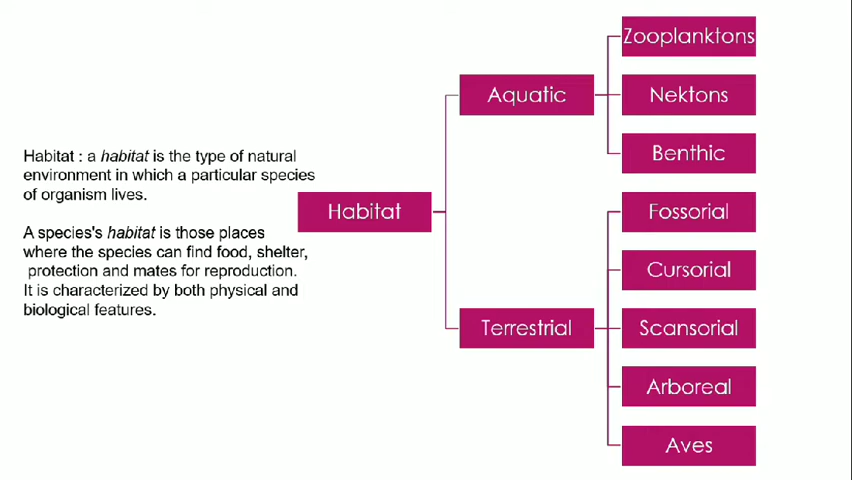 Habitat : a habitat is the type of natural
environment in which a particular species
of organism lives.
A species's habitat is those places
where the species can find food, shelter,
protection and mates for reproduction.
It is characterized by both physical and
biological features.
Habitat
Aquatic
Zooplanktons
Nektons
Benthic
Terrestrial
Fossorial
Cursorial
Scansorial
Arboreal
Aves